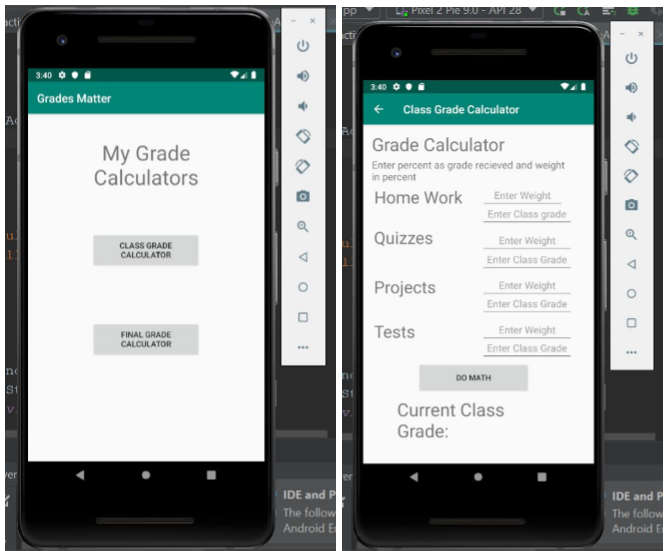 3:40
Grades Matter
My Grade
Calculators
CLASS GRADE
CALCULATOR
FINAL GRADE
CALCULATOR
IDE and P
The follow
Android E
Pixel 2 Pie 9.0 - API 28
3:40
Class Grade Calculator
Grade Calculator
Enter percent as grade recieved and weight
in percent
Home Work
Enter Weight
Enter Class grade
Quizzes
Enter Weight
Enter Class Grade
Projects
Enter Weight
Enter Class Grade
Tests
Enter Weight
Enter Class Grade
DO MATH
Current Class
Grade:
IDE and P
The follow
Android E